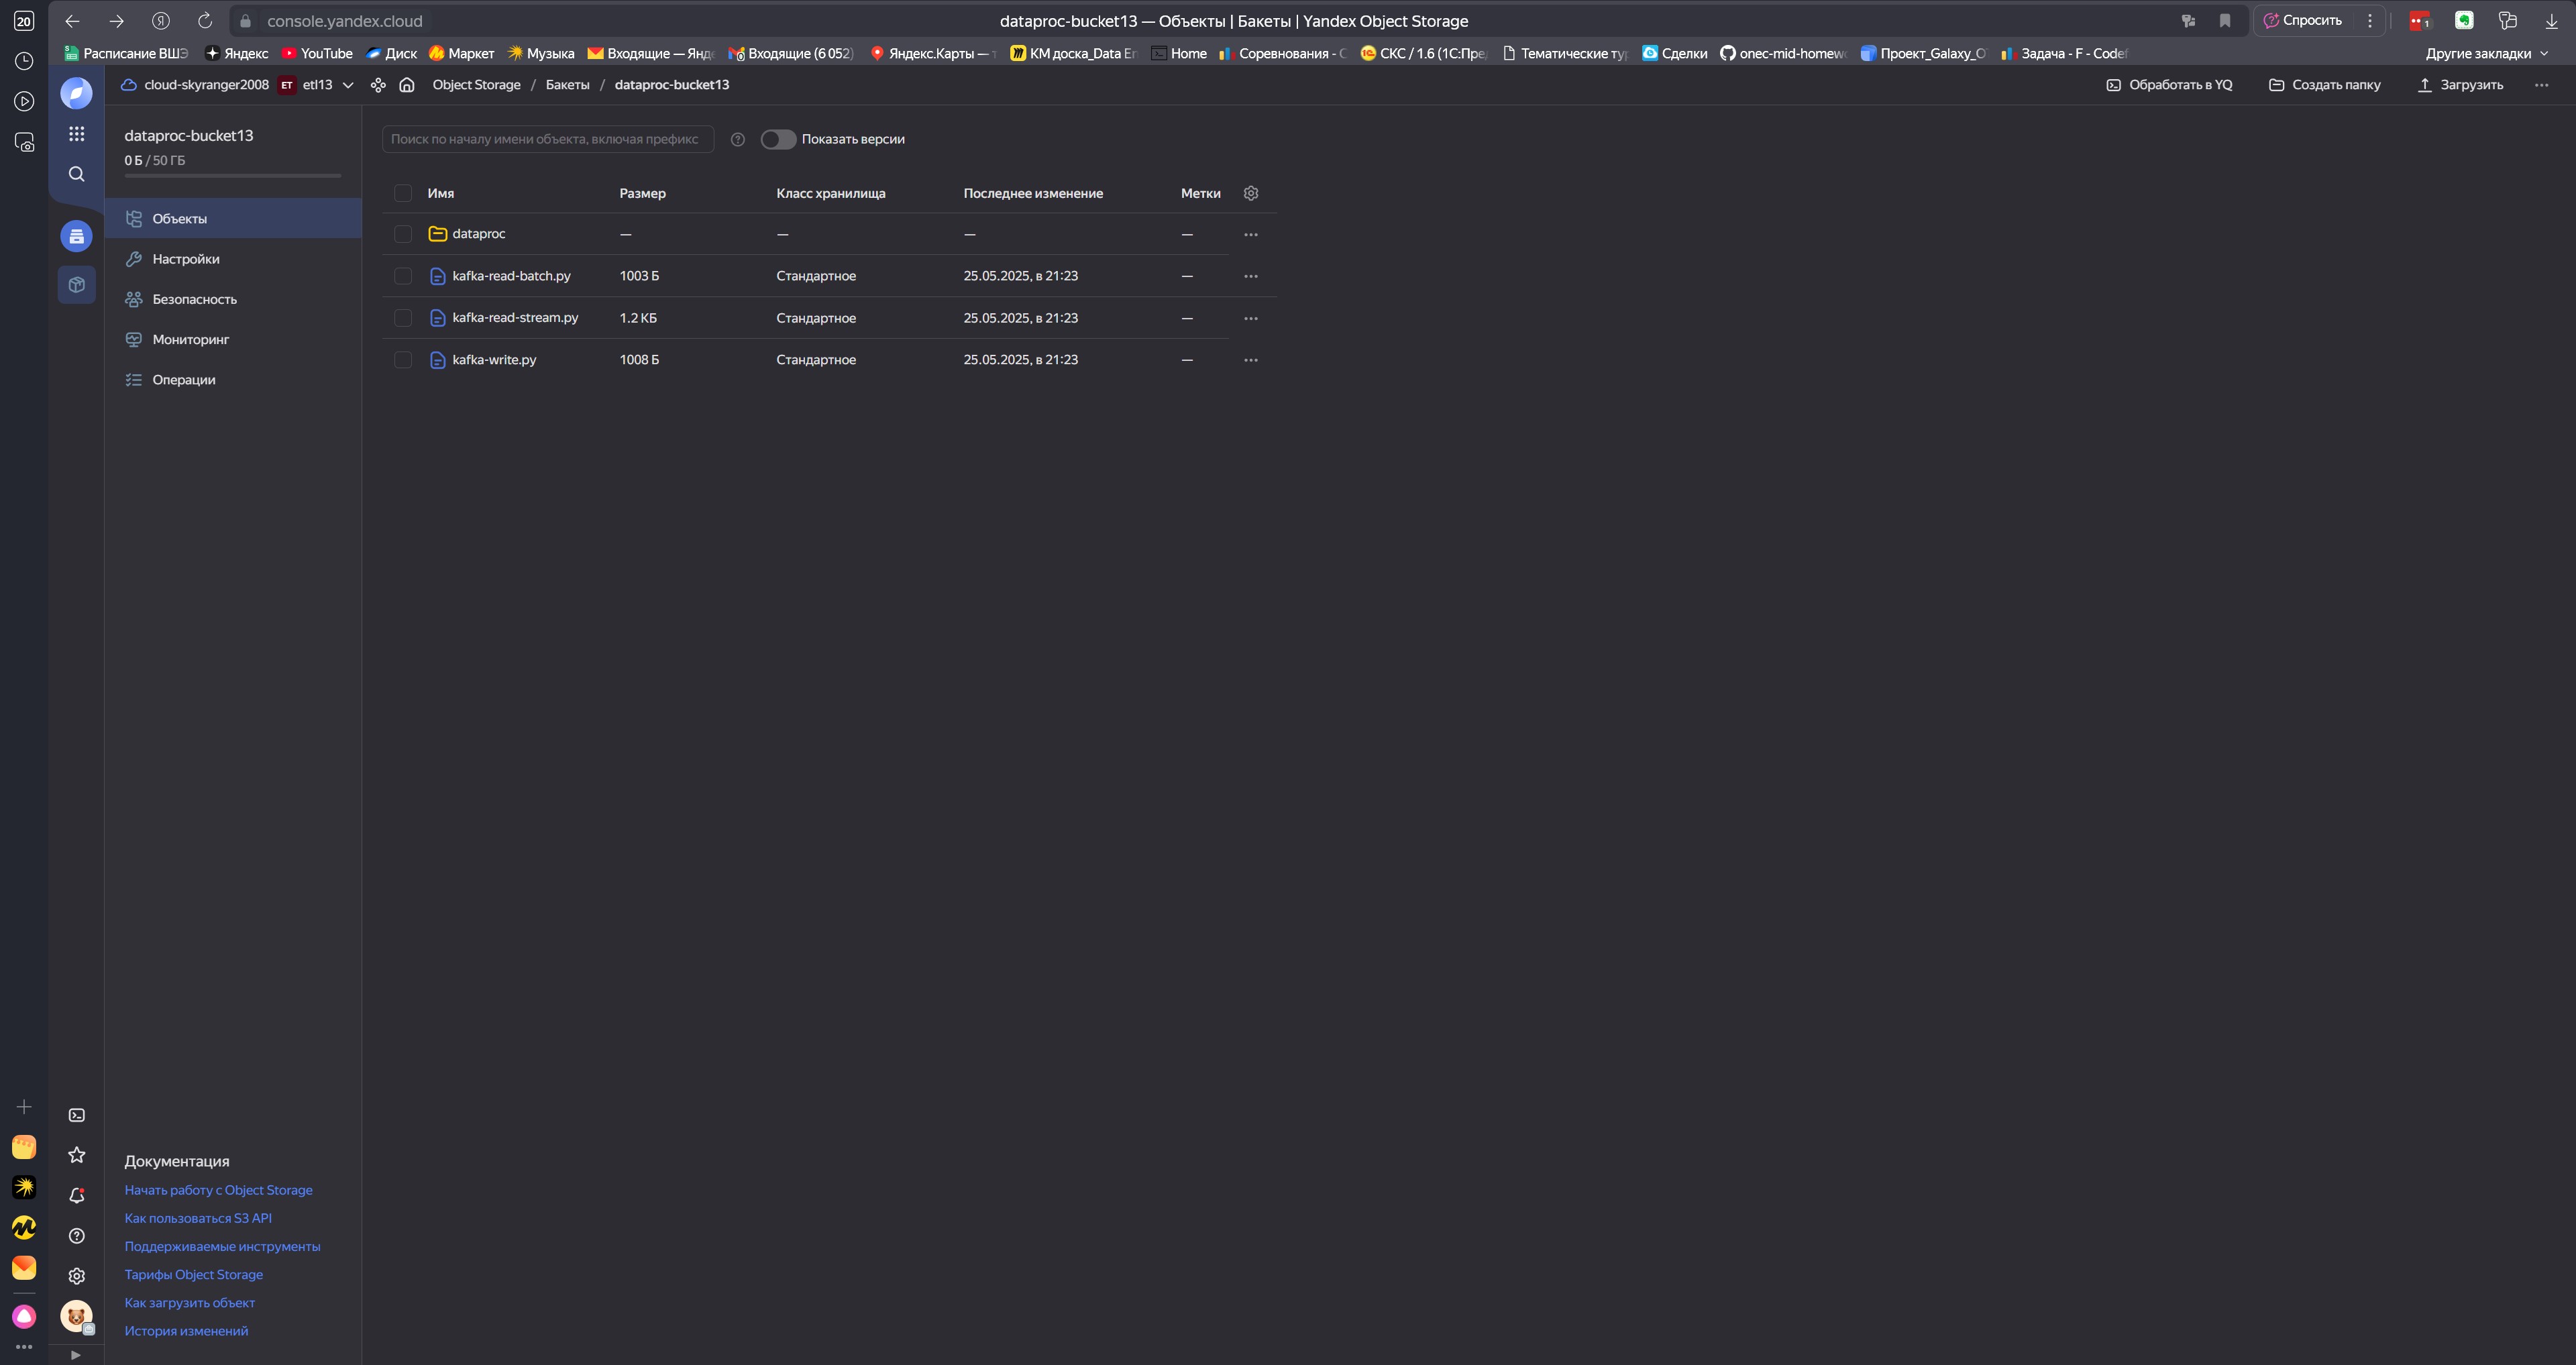 20
console.yandex.cloud
dataproc-bucket13 — Объекты | Бакеты | Yandex Object Storage
Спросить
1
Расписание ВШЭ
Яндекс
YouTube
Диск
Маркет
Музыка
Входящие — Янд
Входящие (6 052)
Яндекс.Карты — т
КМ доска_Data En
Home
Соревнования - С
СКС / 1.6 (1С:Пре
Тематические тур
Сделки
onec-mid-homew
Проект_Galaxy_O
Задача - F - Codef
Другие закладки
cloud-skyranger2008
ET etl13
Object Storage / Бакеты / dataproc-bucket13
Обработать в YQ
Создать папку
Загрузить
dataproc-bucket13
0 Б / 50 ГБ
Объекты
Настройки
Безопасность
Мониторинг
Операции
Поиск по началу имени объекта, включая префикс
Показать версии
Имя Размер Класс хранилища Последнее изменение Метки
dataproc — — — —
kafka-read-batch.py 1003 Б Стандартное 25.05.2025, в 21:23 —
kafka-read-stream.py 1.2 КБ Стандартное 25.05.2025, в 21:23 —
kafka-write.py 1008 Б Стандартное 25.05.2025, в 21:23 —
Документация
Начать работу с Object Storage
Как пользоваться S3 API
Поддерживаемые инструменты
Тарифы Object Storage
Как загрузить объект
История изменений